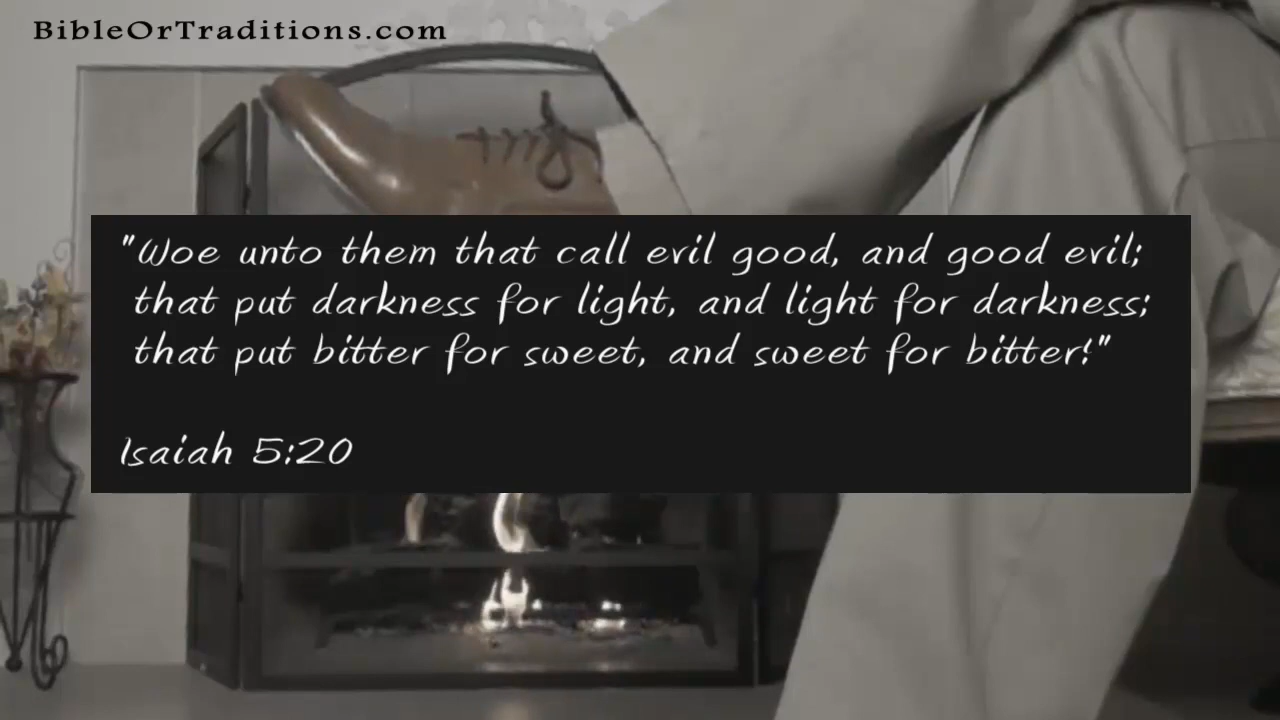 BibleOrTraditions.com
"Woe unto them that call evil good, and good evil;
that put darkness for light, and light for darkness;
that put bitter for sweet, and sweet for bitter!"
Isaiah 5:20